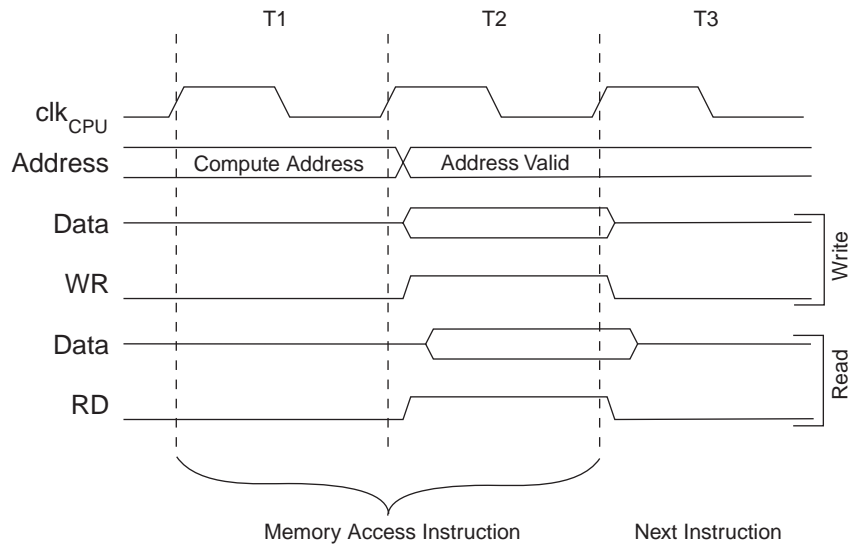 T1 T2 T3
clkCPU
Address Compute Address Address Valid
Data
WR
Write
Data
RD
Read
Memory Access Instruction Next Instruction